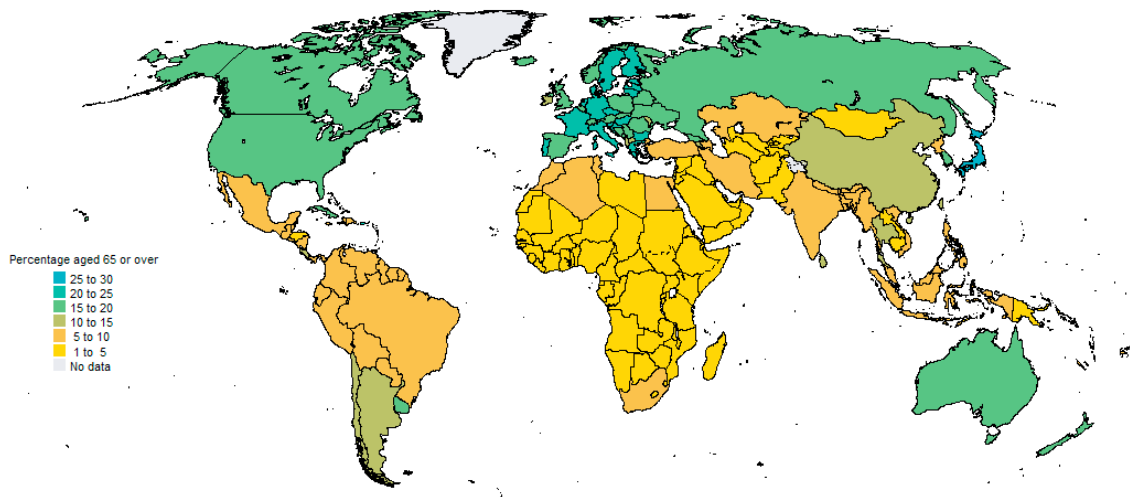 Percentage aged 65 or over
25 to 30
20 to 25
15 to 20
10 to 15
5 to 10
1 to 5
No data